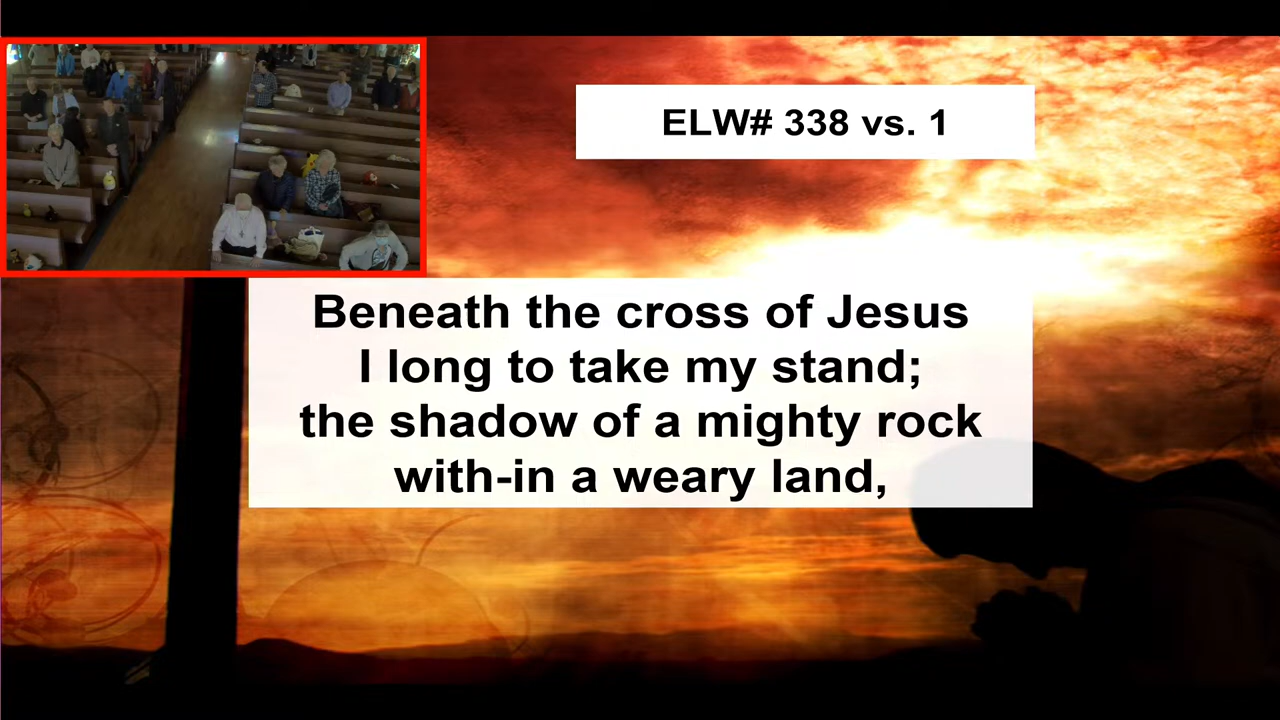 ELW# 338 vs. 1
Beneath the cross of Jesus
I long to take my stand;
the shadow of a mighty rock
with-in a weary land,